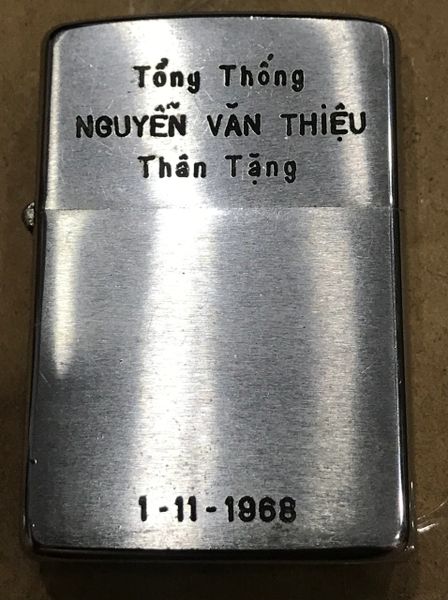 Tổng Thống
NGUYỄN VĂN THiỆU
Thân Tặng
1-11-1968